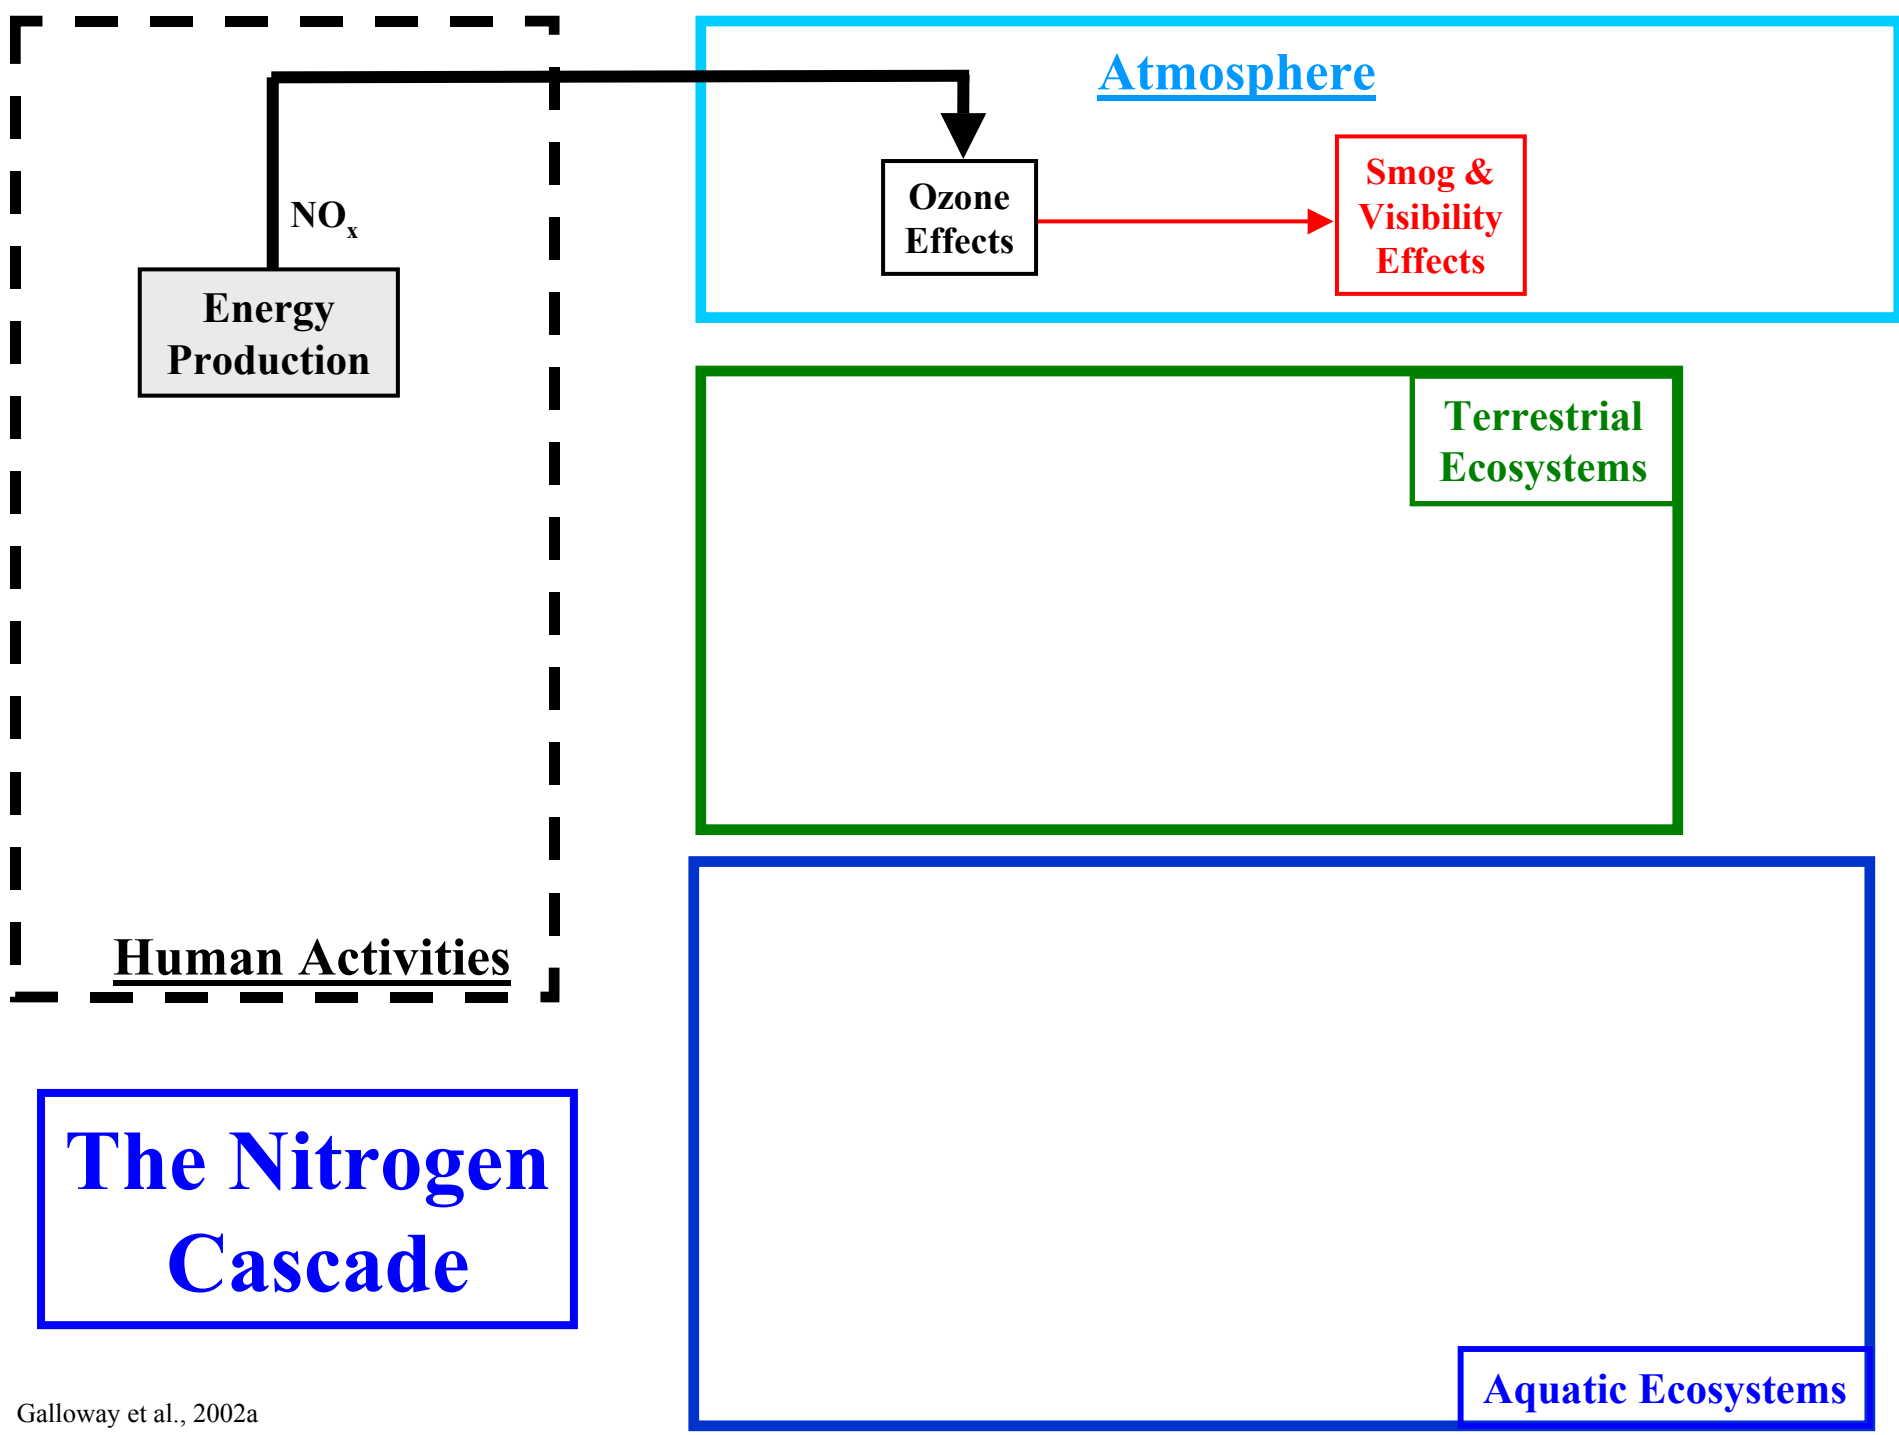 Atmosphere
NOx
Energy
Production
Ozone
Effects
Smog &
Visibility
Effects
Terrestrial
Ecosystems
Human Activities
The Nitrogen
Cascade
Aquatic Ecosystems
Galloway et al., 2002a